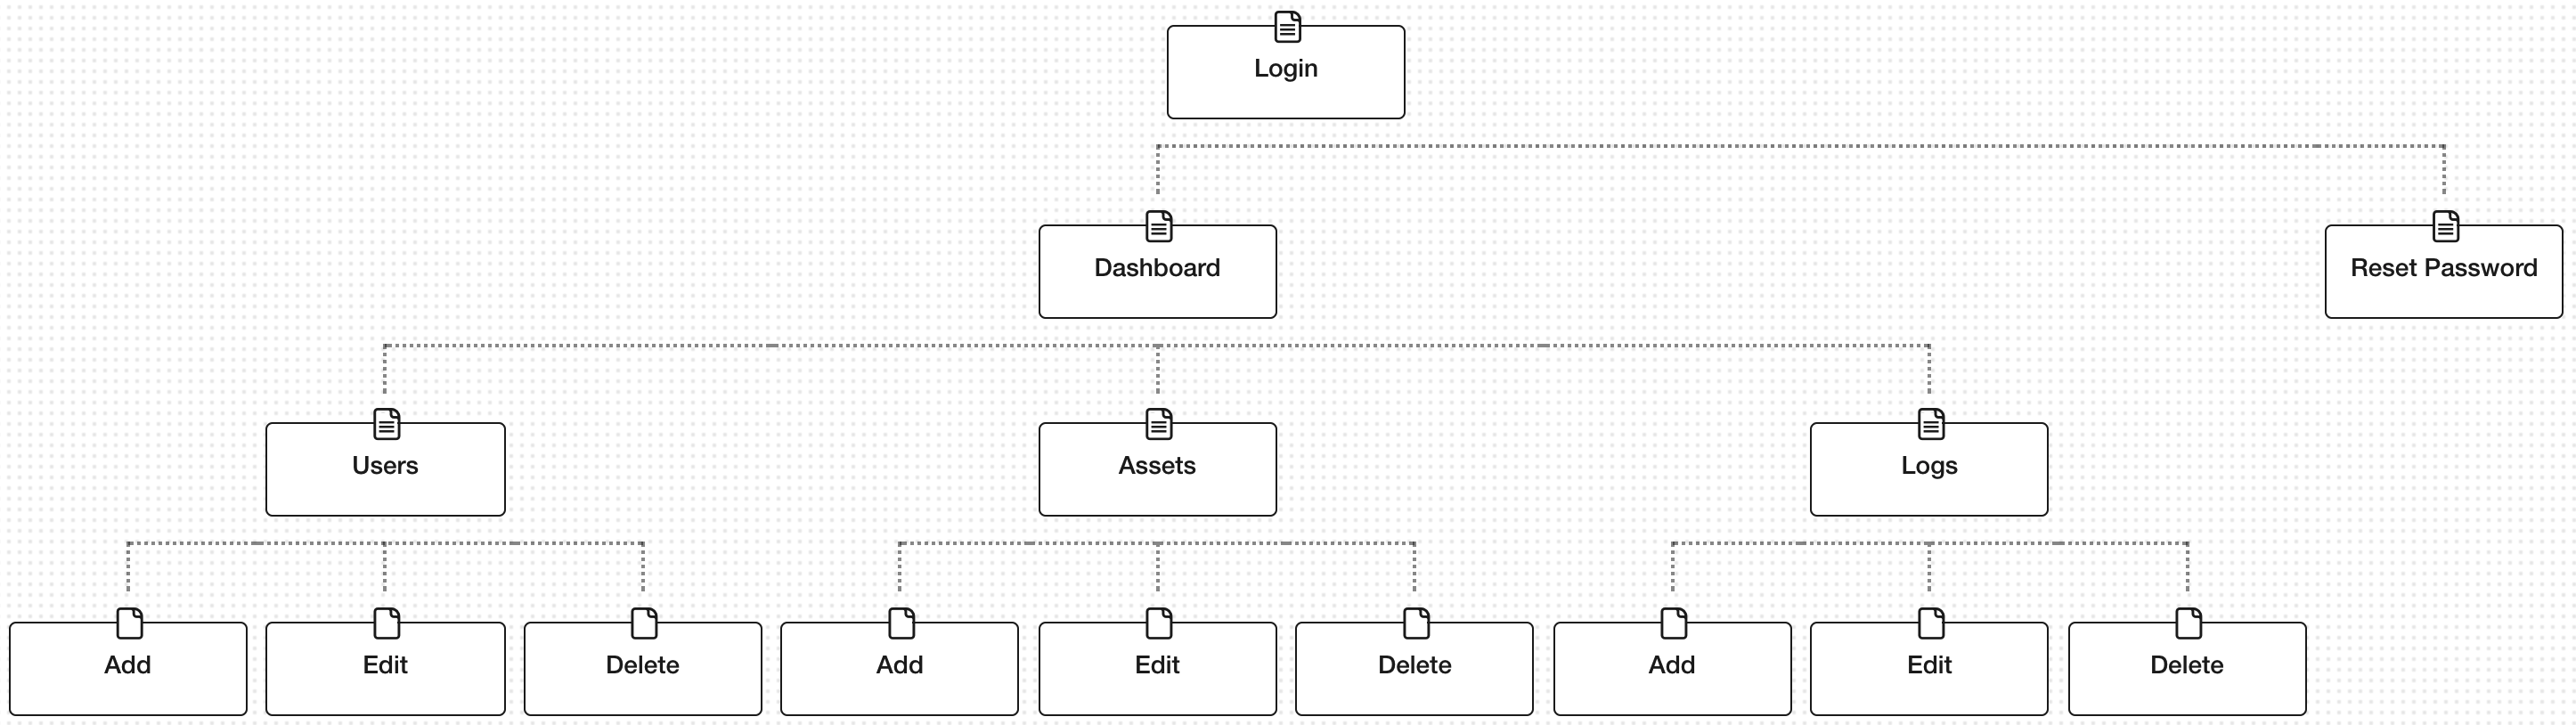 Login
Dashboard
Reset Password
Users
Assets
Logs
Add
Edit
Delete
Add
Edit
Delete
Add
Edit
Delete